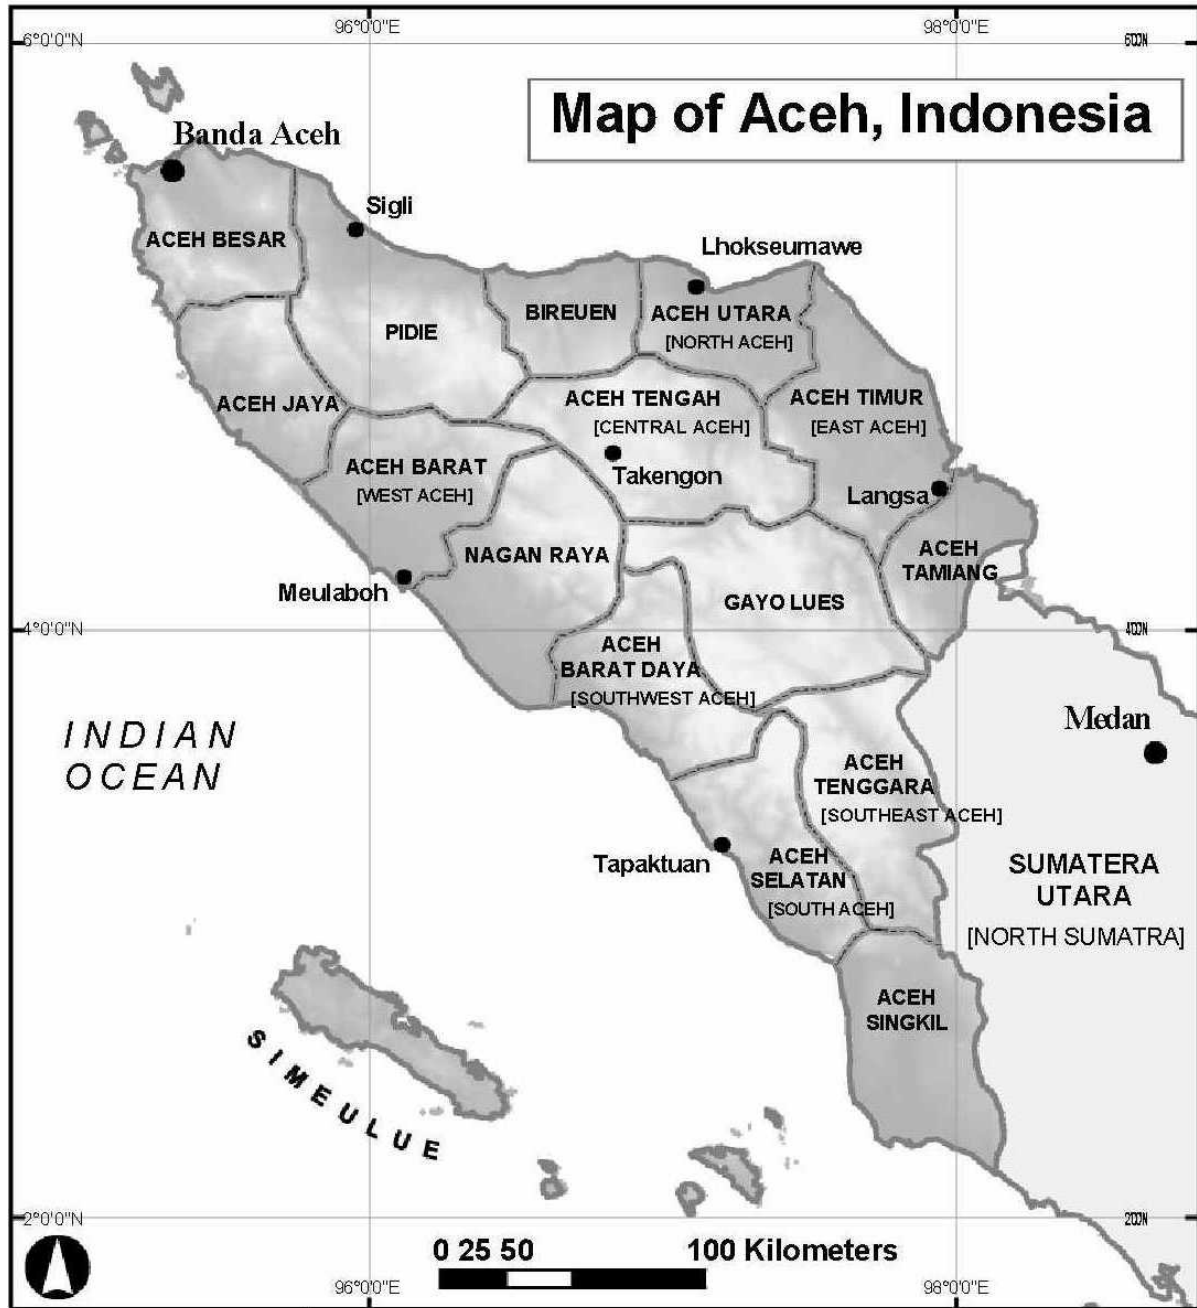 96°0'0"E 98°0'0"E
6°0'0"N
Map of Aceh, Indonesia
Banda Aceh
Sigli
ACEH BESAR
Lhokseumawe
PIDIE
BIREUEN
ACEH UTARA
[NORTH ACEH]
ACEH JAYA
ACEH TENGAH
[CENTRAL ACEH]
ACEH TIMUR
[EAST ACEH]
ACEH BARAT
[WEST ACEH]
Takengon
Langsa
NAGAN RAYA
ACEH
TAMIANG
Meulaboh
GAYO LUES
4°0'0"N
ACEH
BARAT DAYA
[SOUTHWEST ACEH]
INDIAN
OCEAN
Medan
ACEH
TENGGARA
[SOUTHEAST ACEH]
Tapaktuan
ACEH
SELATAN
[SOUTH ACEH]
SUMATERA
UTARA
[NORTH SUMATRA]
ACEH
SINGKIL
SIMEULUE
2°0'0"N
0 25 50 100 Kilometers
96°0'0"E 98°0'0"E